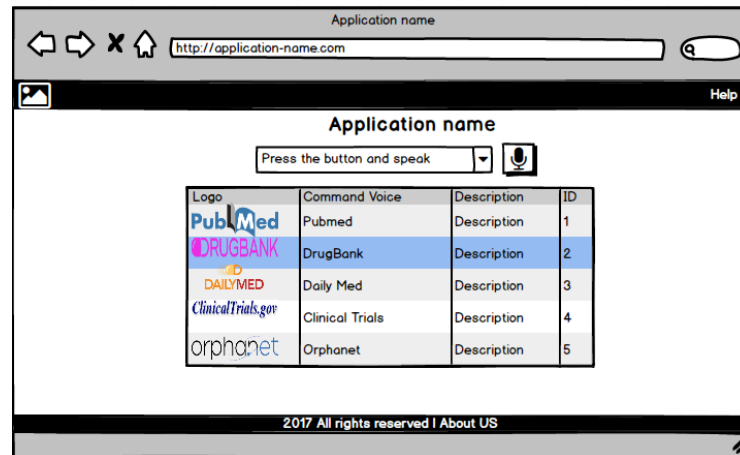 Application name
http://application-name.com
Help
Application name
Press the button and speak
Logo Command Voice Description ID
PubMed Pubmed Description 1
DRUGBANK DrugBank Description 2
DAILYMED Daily Med Description 3
ClinicalTrials.gov Clinical Trials Description 4
orphanet Orphanet Description 5
2017 All rights reserved | About US